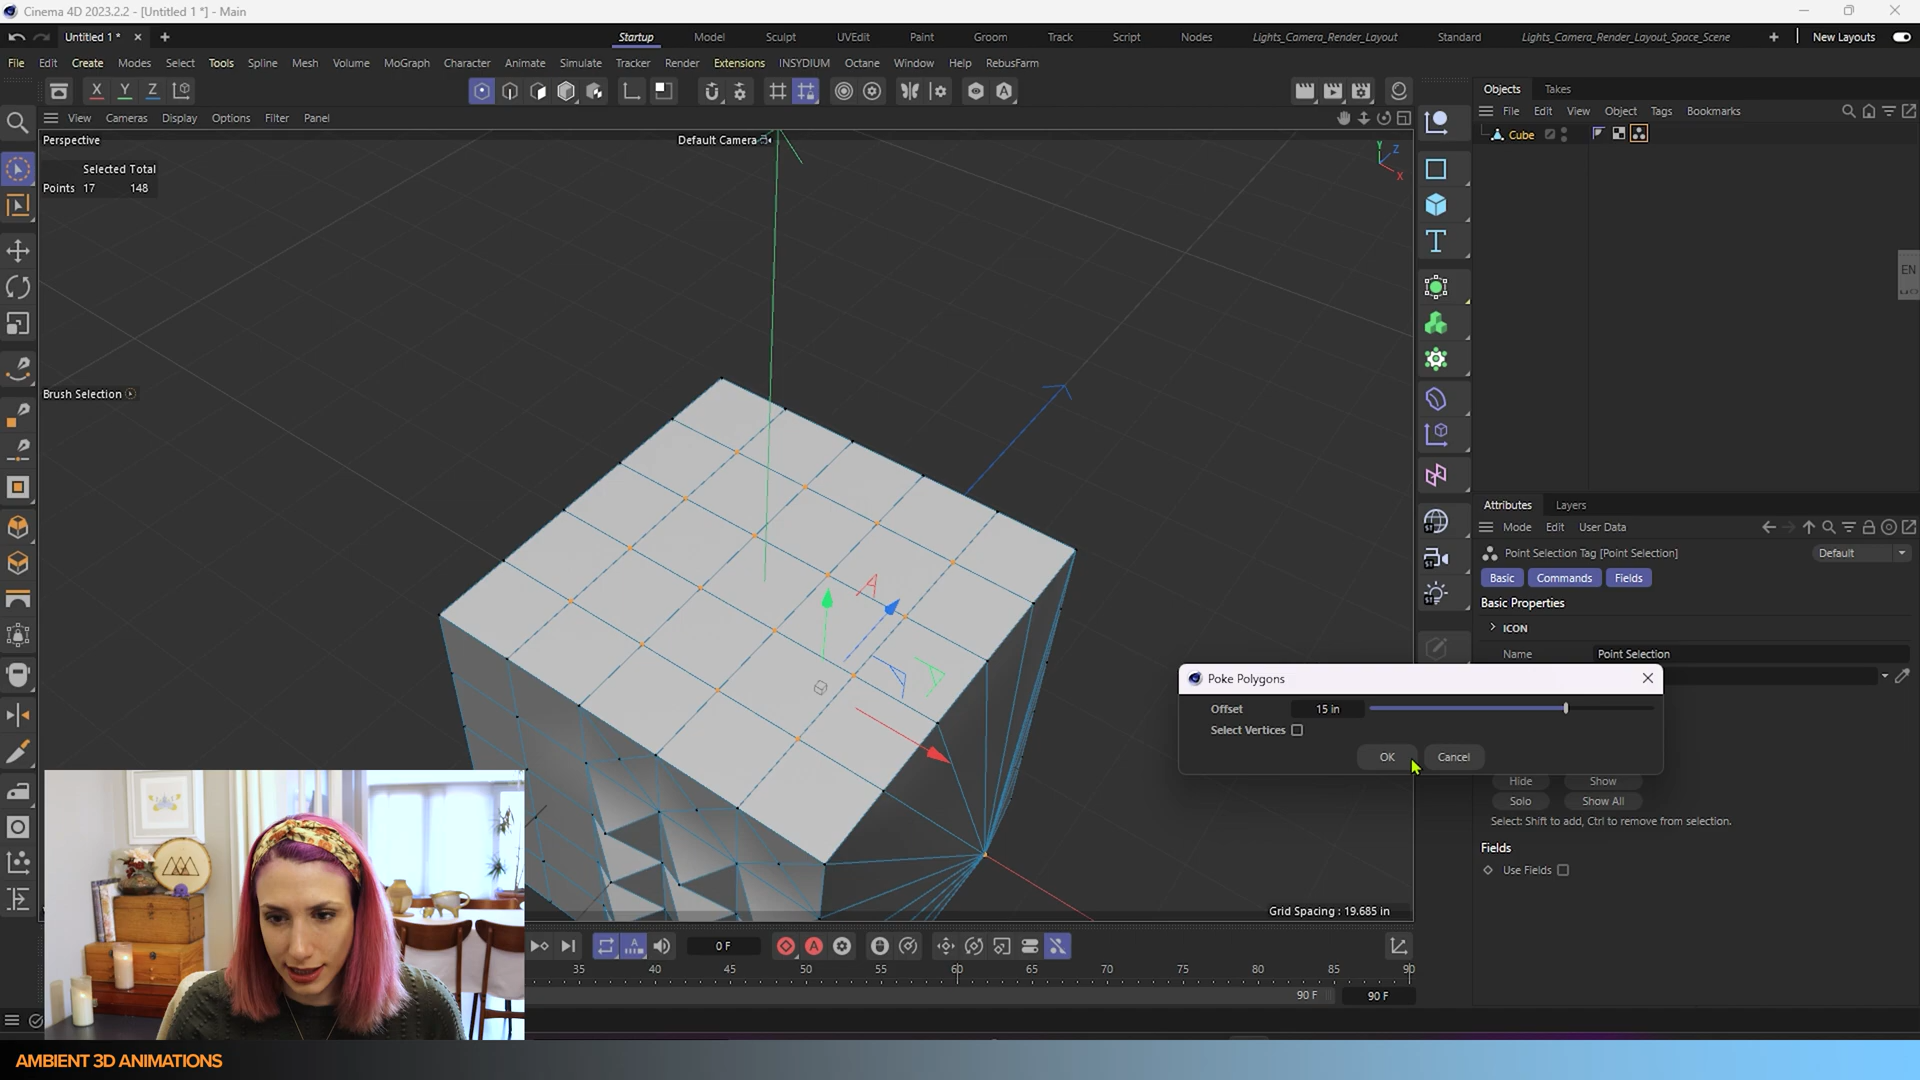 Cinema 4D 2023.2.2 - [Untitled 1 *] - Main
Untitled 1 *
Startup Model Sculpt UVEdit Paint Groom Track Script Nodes Lights_Camera_Render_Layout Standard Lights_Camera_Render_Layout_Space_Scene New Layouts
File Edit Create Modes Select Tools Spline Mesh Volume MoGraph Character Animate Simulate Tracker Render Extensions INSYDIUM Octane Window Help RebusFarm
X Y Z
Objects Takes
View Cameras Display Options Filter Panel
File Edit View Object Tags Bookmarks
Perspective
Default Camera
Cube
Y Z X
Selected Total
Points 17 148
EN
Brush Selection
Attributes Layers
Mode Edit User Data
Point Selection Tag [Point Selection]
Default
Basic Commands Fields
Basic Properties
ICON
Name Point Selection
Poke Polygons
Offset 15 in
Select Vertices
OK Cancel
Hide Show
Solo Show All
Select: Shift to add, Ctrl to remove from selection.
Fields
Use Fields
Grid Spacing : 19.685 in
0 F
35 40 45 50 55 60 65 70 75 80 85 90
90 F 90 F
AMBIENT 3D ANIMATIONS